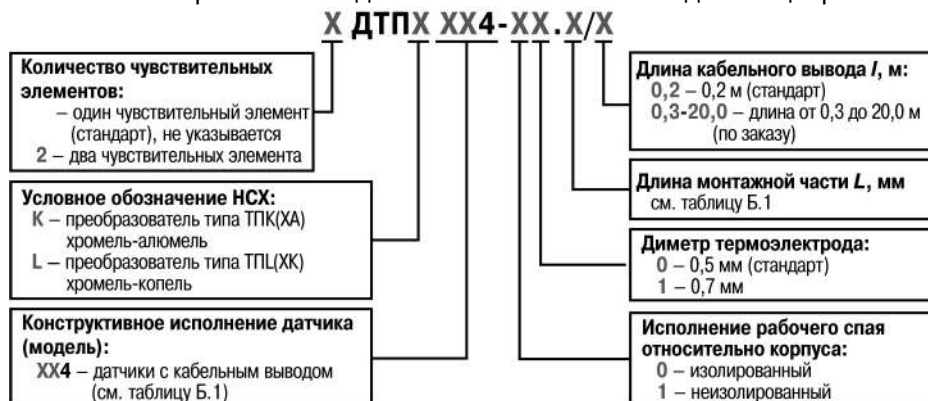 Х ДТПХ ХХ4-ХХ.Х/Х
Количество чувствительных
элементов:
– один чувствительный элемент
(стандарт), не указывается
2 – два чувствительных элемента
Условное обозначение НСХ:
К – преобразователь типа ТПК(ХА)
хромель-алюмель
L – преобразователь типа ТПL(ХК)
хромель-копель
Конструктивное исполнение датчика
(модель):
ХХ4 – датчики с кабельным выводом
(см. таблицу Б.1)
Длина кабельного вывода l, м:
0,2 – 0,2 м (стандарт)
0,3-20,0 – длина от 0,3 до 20,0 м
(по заказу)
Длина монтажной части L, мм
см. таблицу Б.1
Диметр термоэлектрода:
0 – 0,5 мм (стандарт)
1 – 0,7 мм
Исполнение рабочего спая
относительно корпуса:
0 – изолированный
1 – неизолированный